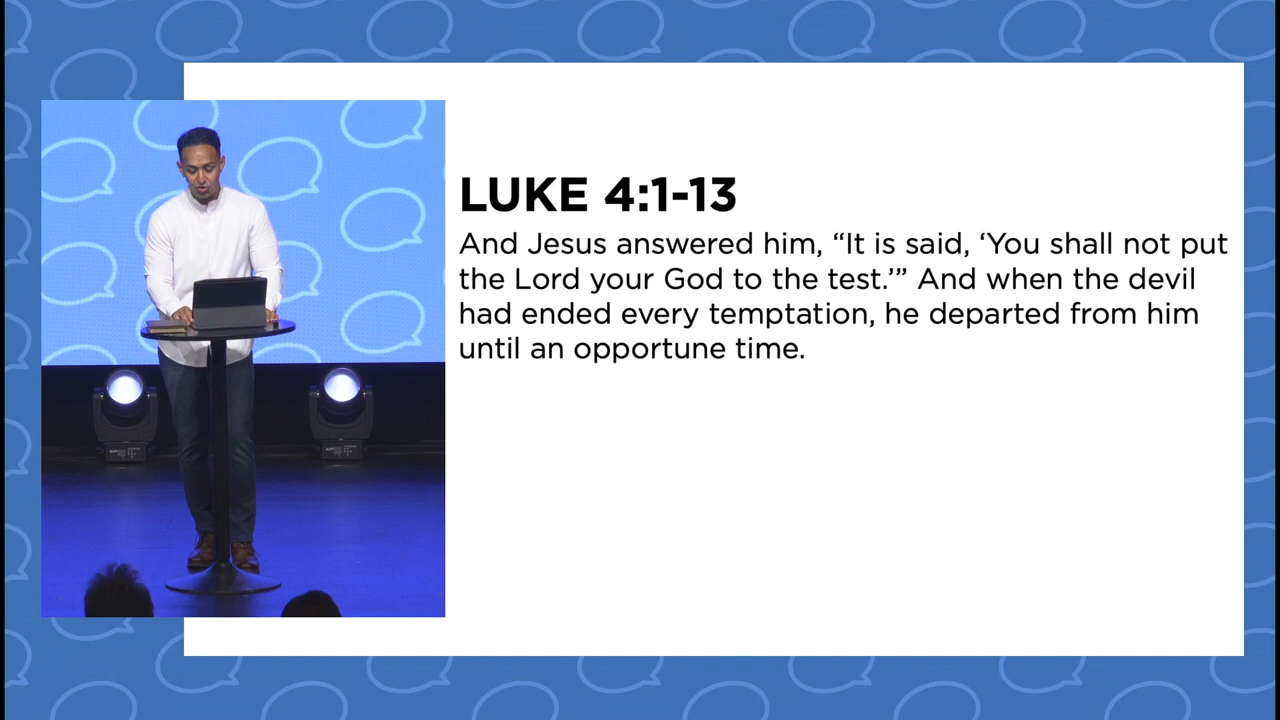 LUKE 4:1-13
And Jesus answered him, “It is said, ‘You shall not put
the Lord your God to the test.’” And when the devil
had ended every temptation, he departed from him
until an opportune time.